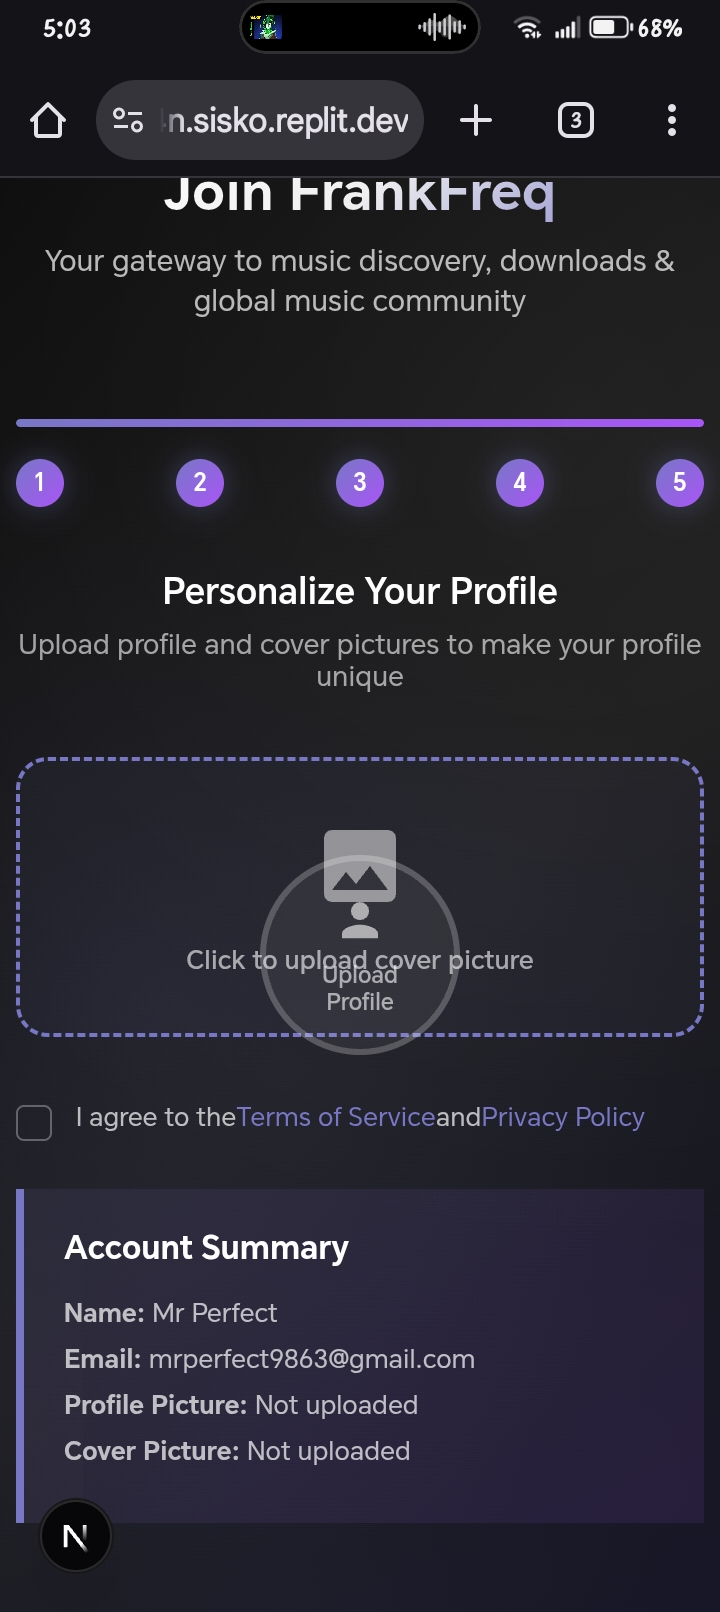 5:03
68%
n.sisko.replit.dev
3
Join FrankFreq
Your gateway to music discovery, downloads &
global music community
1 2 3 4 5
Personalize Your Profile
Upload profile and cover pictures to make your profile
unique
Click to upload cover picture
Upload
Profile
I agree to theTerms of ServiceandPrivacy Policy
Account Summary
Name: Mr Perfect
Email: mrperfect9863@gmail.com
Profile Picture: Not uploaded
Cover Picture: Not uploaded
N